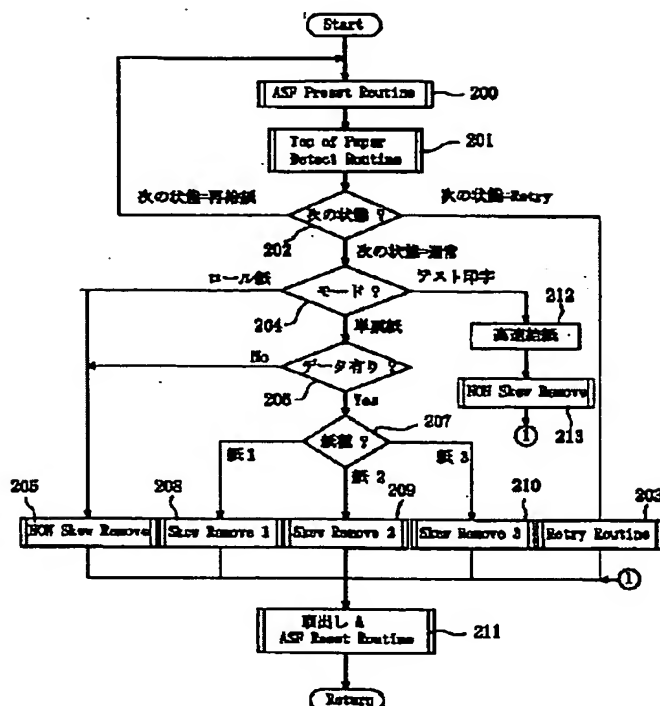 Start
ASF Preset Routine
200
Top of Paper
Detect Routine
201
次の状態=再給紙
次の状態？
次の状態=Retry
202
次の状態=通常
ロール紙
モード？
テスト印字
204
212
単票紙
高速給紙
No
データ有り？
206
Yes
NON Skew Remove
213
207
紙種？
①
紙1
紙2
紙3
205
208
209
210
203
NON Skew Remove
Skew Remove 1
Skew Remove 2
Skew Remove 3
Retry Routine
①
頭出し &
ASF Reset Routine
211
Return